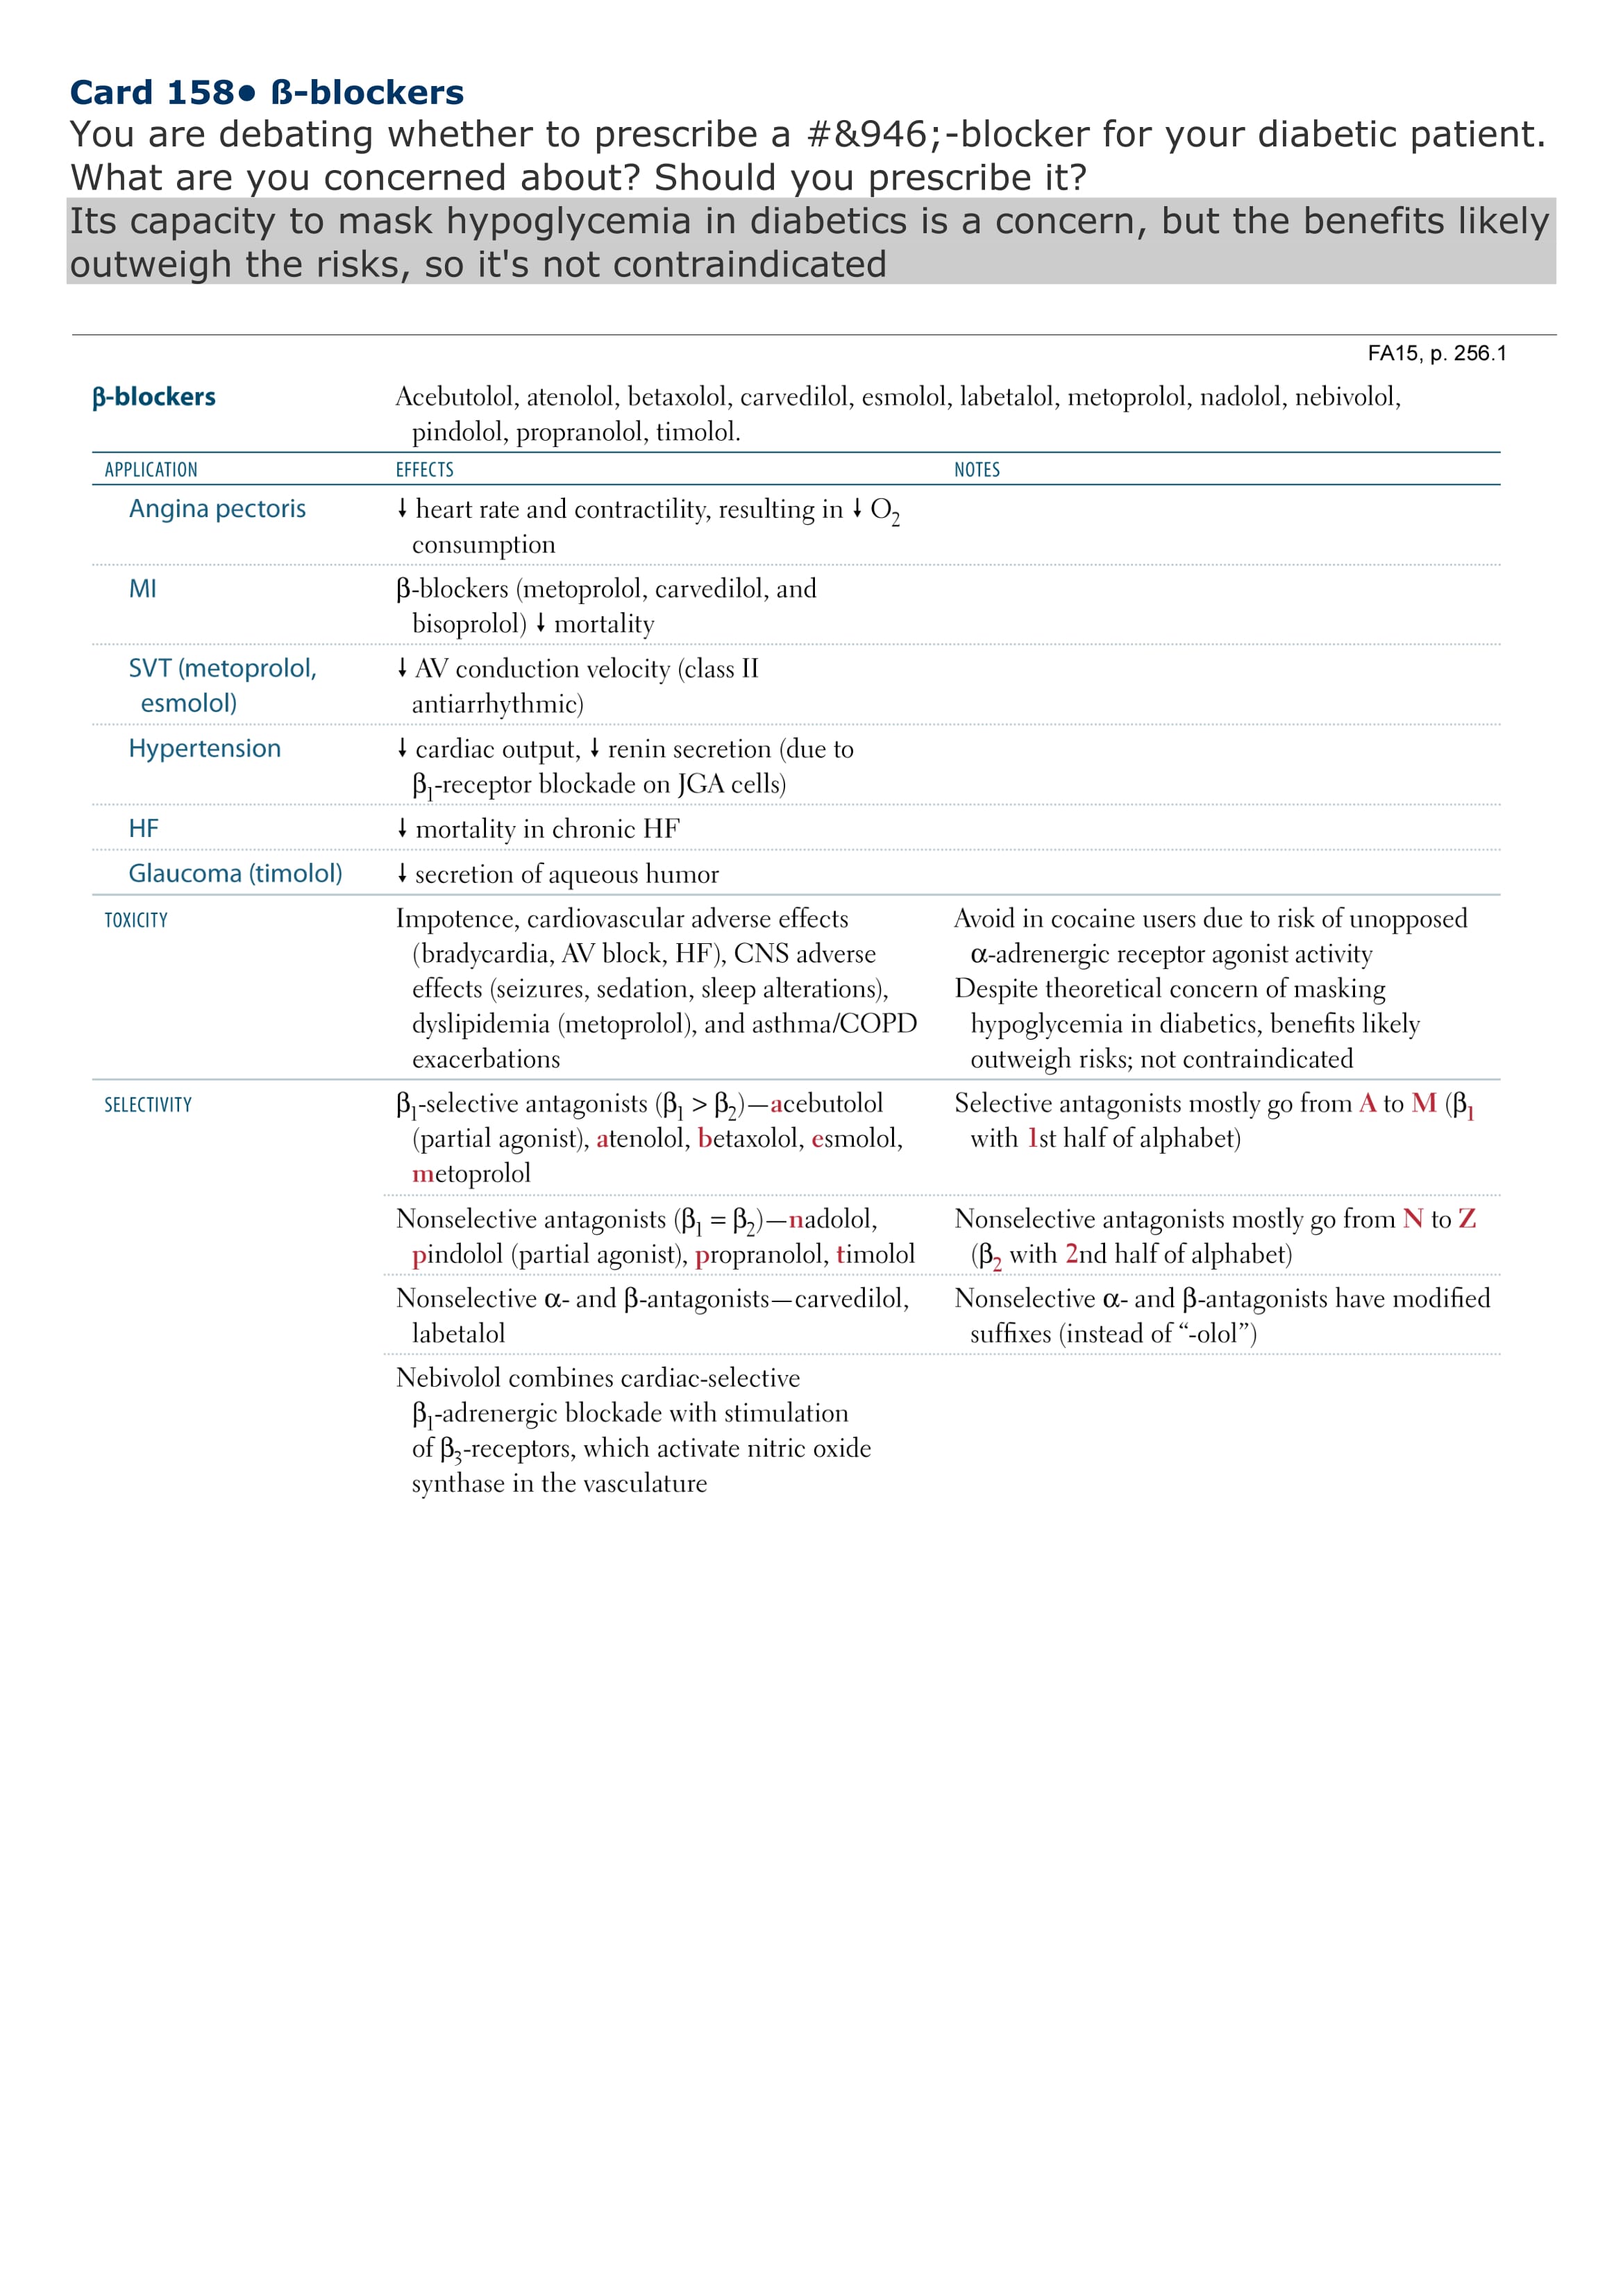 Card 158• ß-blockers
You are debating whether to prescribe a #&946;-blocker for your diabetic patient.
What are you concerned about? Should you prescribe it?
Its capacity to mask hypoglycemia in diabetics is a concern, but the benefits likely
outweigh the risks, so it's not contraindicated
FA15, p. 256.1
β-blockers
Acebutolol, atenolol, betaxolol, carvedilol, esmolol, labetalol, metoprolol, nadolol, nebivolol,
pindolol, propranolol, timolol.
APPLICATION EFFECTS NOTES
Angina pectoris
↓ heart rate and contractility, resulting in ↓ O₂
consumption
MI
β-blockers (metoprolol, carvedilol, and
bisoprolol) ↓ mortality
SVT (metoprolol,
esmolol)
↓ AV conduction velocity (class II
antiarrhythmic)
Hypertension
↓ cardiac output, ↓ renin secretion (due to
β₁-receptor blockade on JGA cells)
HF
↓ mortality in chronic HF
Glaucoma (timolol)
↓ secretion of aqueous humor
TOXICITY
Impotence, cardiovascular adverse effects
(bradycardia, AV block, HF), CNS adverse
effects (seizures, sedation, sleep alterations),
dyslipidemia (metoprolol), and asthma/COPD
exacerbations
Avoid in cocaine users due to risk of unopposed
α-adrenergic receptor agonist activity
Despite theoretical concern of masking
hypoglycemia in diabetics, benefits likely
outweigh risks; not contraindicated
SELECTIVITY
β₁-selective antagonists (β₁ > β₂)—acebutolol
(partial agonist), atenolol, betaxolol, esmolol,
metoprolol
Selective antagonists mostly go from A to M (β₁
with 1st half of alphabet)
Nonselective antagonists (β₁ = β₂)—nadolol,
pindolol (partial agonist), propranolol, timolol
Nonselective antagonists mostly go from N to Z
(β₂ with 2nd half of alphabet)
Nonselective α- and β-antagonists—carvedilol,
labetalol
Nonselective α- and β-antagonists have modified
suffixes (instead of “-olol”)
Nebivolol combines cardiac-selective
β₁-adrenergic blockade with stimulation
of β₃-receptors, which activate nitric oxide
synthase in the vasculature